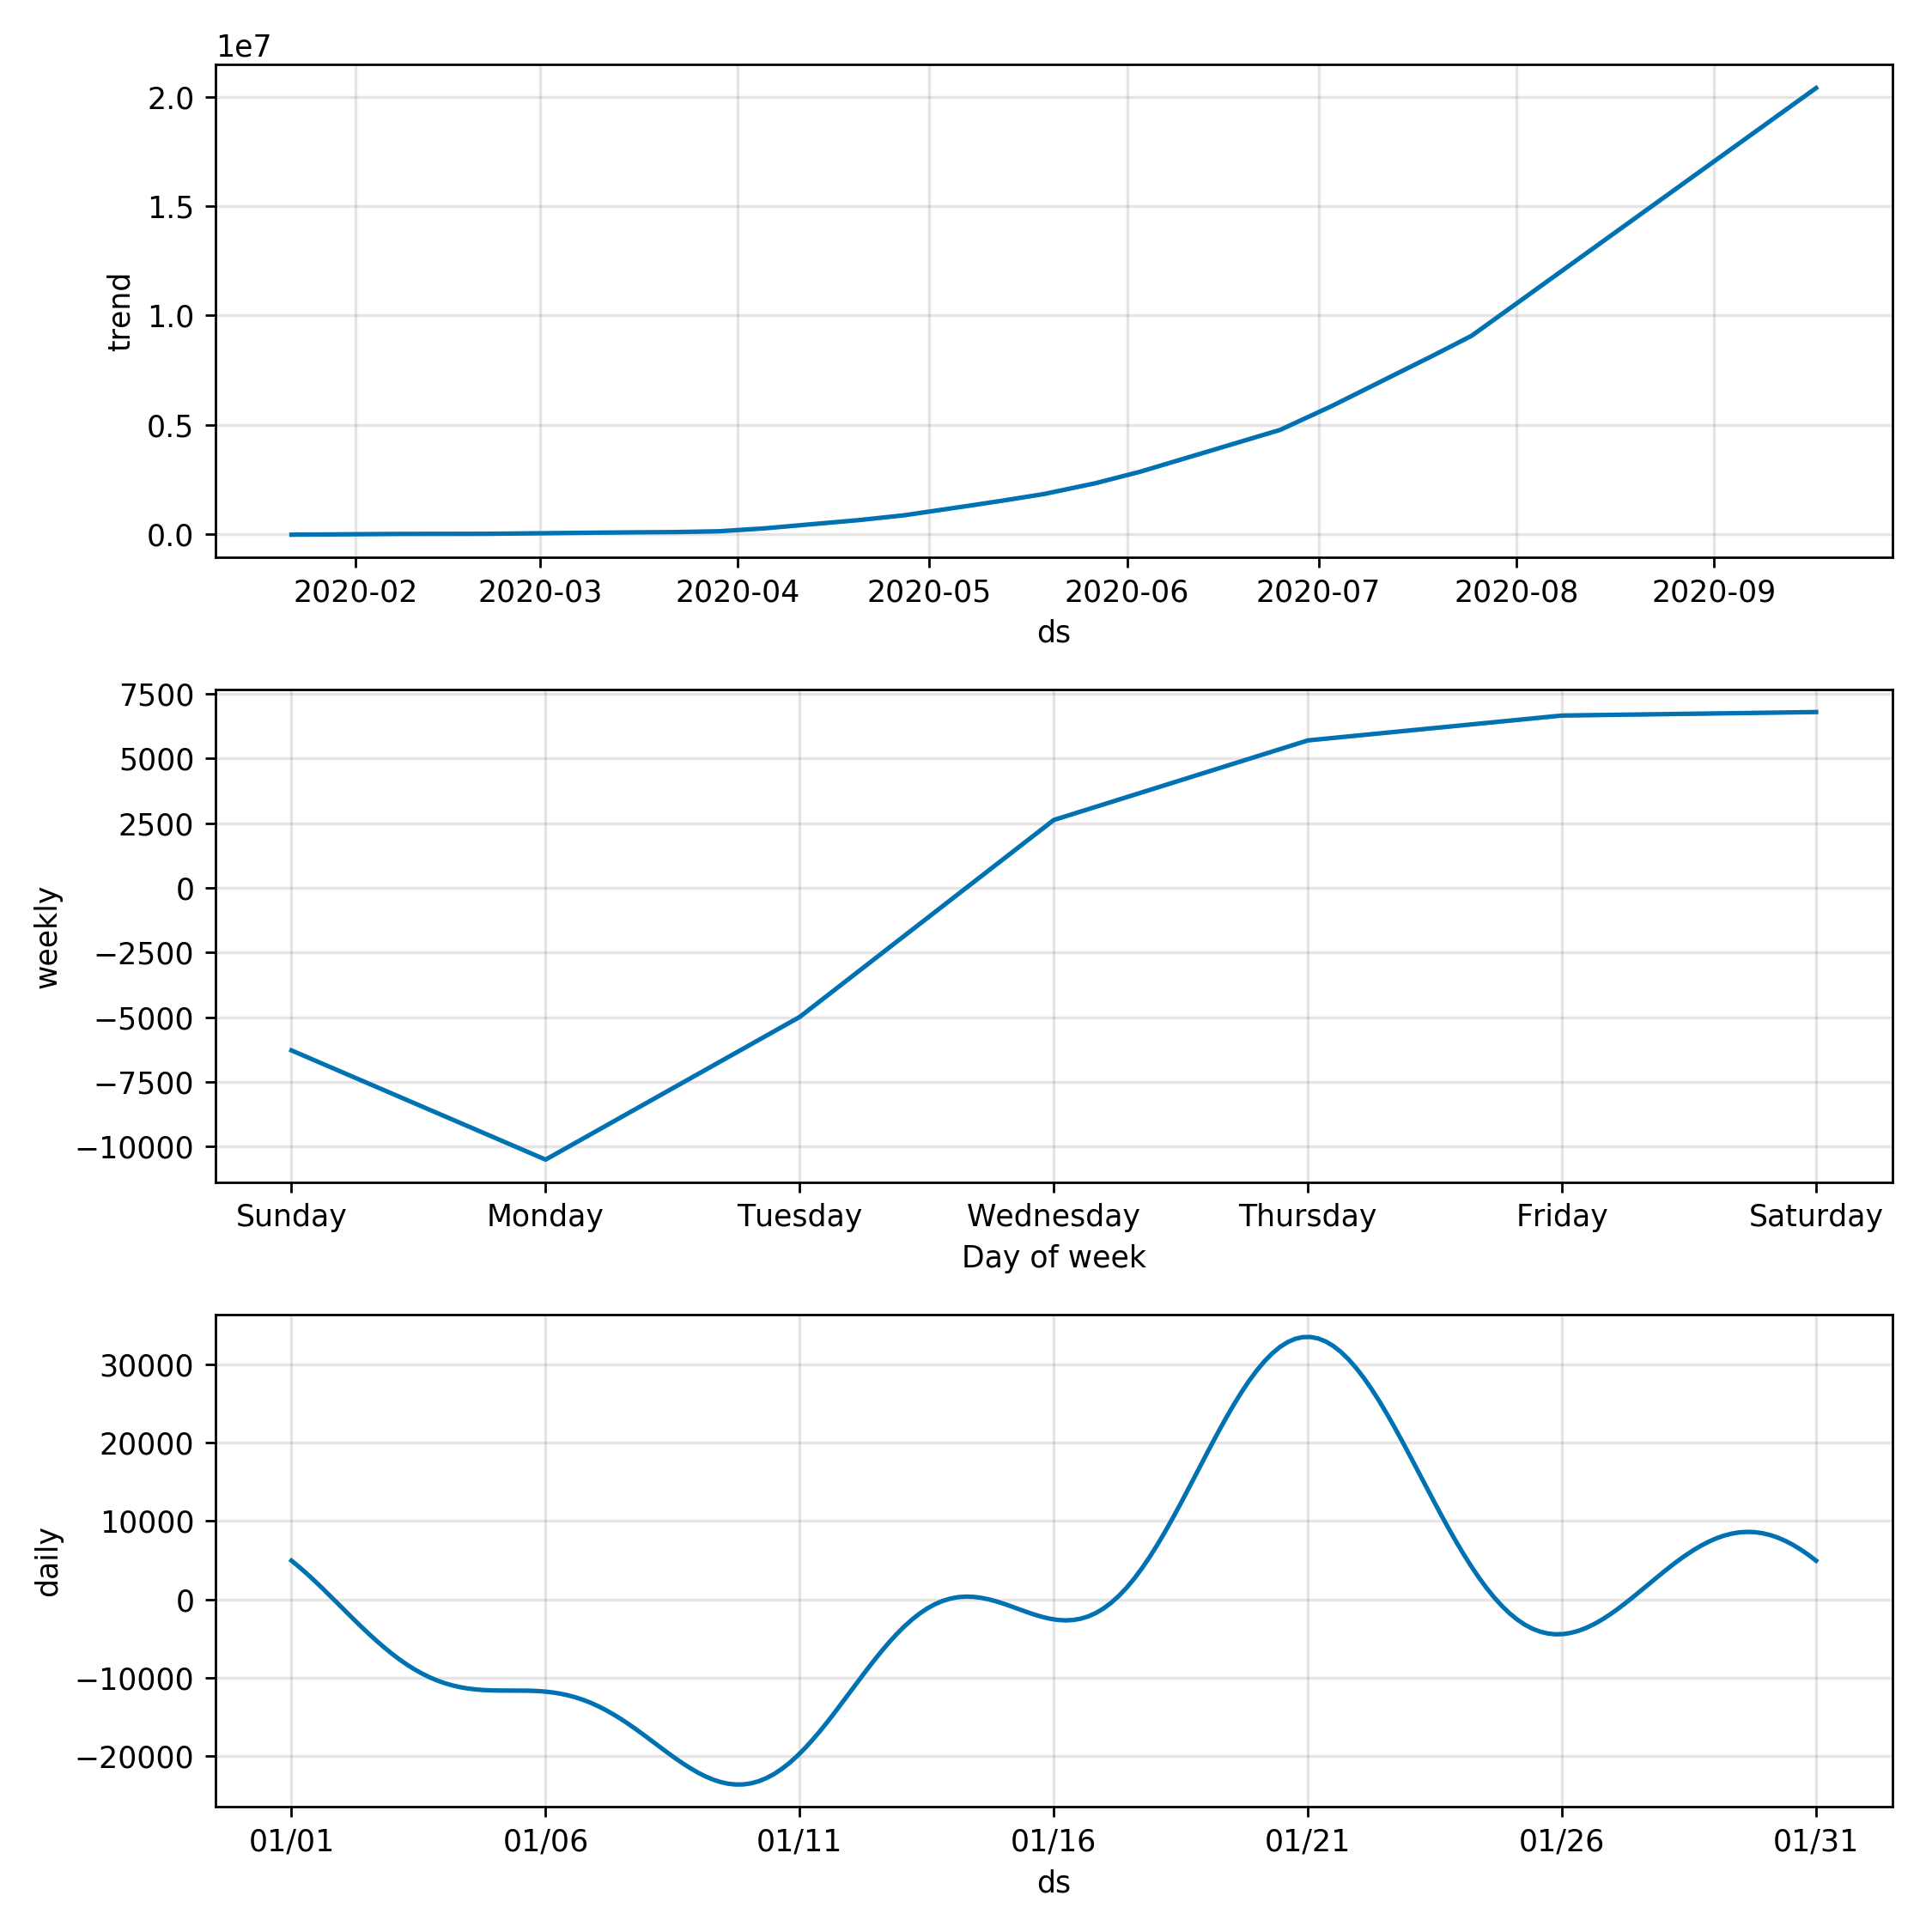 1e7
2.0
1.5
1.0
0.5
0.0
trend
2020-02 2020-03 2020-04 2020-05 2020-06 2020-07 2020-08 2020-09
ds
7500
5000
2500
0
−2500
−5000
−7500
−10000
weekly
Sunday Monday Tuesday Wednesday Thursday Friday Saturday
Day of week
30000
20000
10000
0
−10000
−20000
daily
01/01 01/06 01/11 01/16 01/21 01/26 01/31
ds